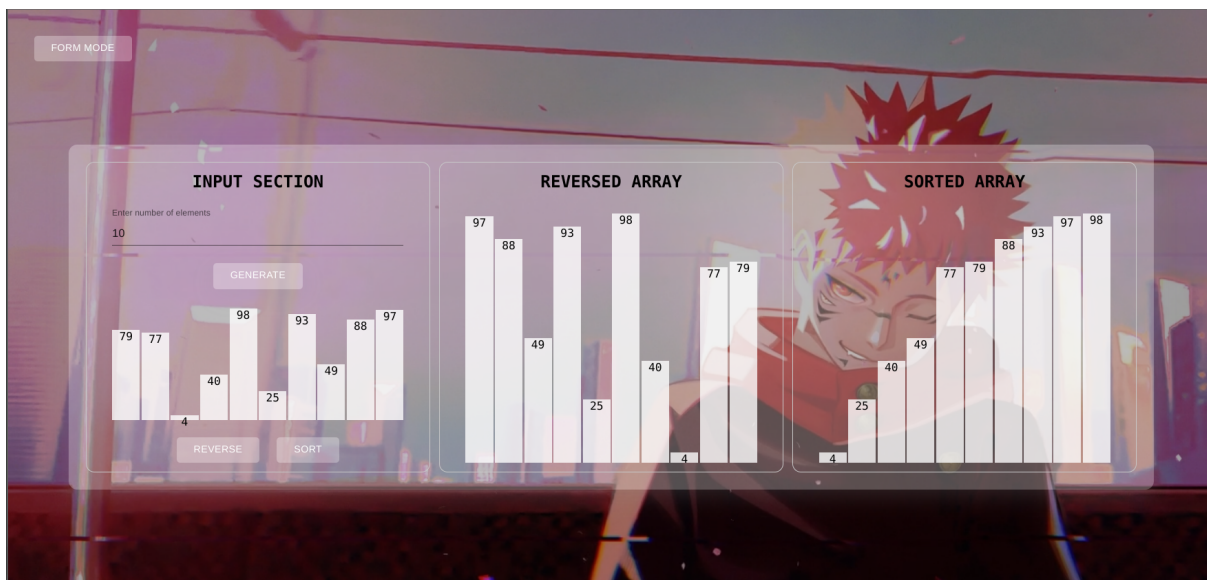 FORM MODE
INPUT SECTION
Enter number of elements
10
GENERATE
79 77 4 40 98 25 93 49 88 97
REVERSE SORT
REVERSED ARRAY
97 88 49 93 25 98 40 4 77 79
SORTED ARRAY
4 25 40 49 77 79 88 93 97 98